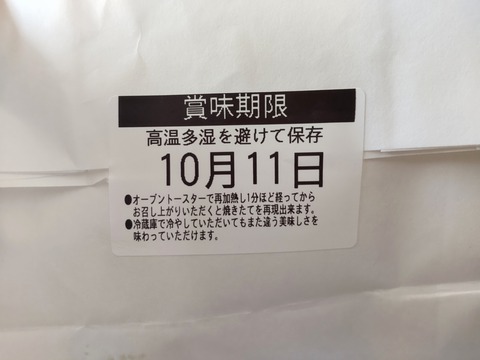 賞味期限
高温多湿を避けて保存
10月11日
●オーブントースターで再加熱し1分ほど経ってから
お召し上がりいただくと焼きたてを再現出来ます。
●冷蔵庫で冷やしていただいてもまた違う美味しさを
味わっていただけます。